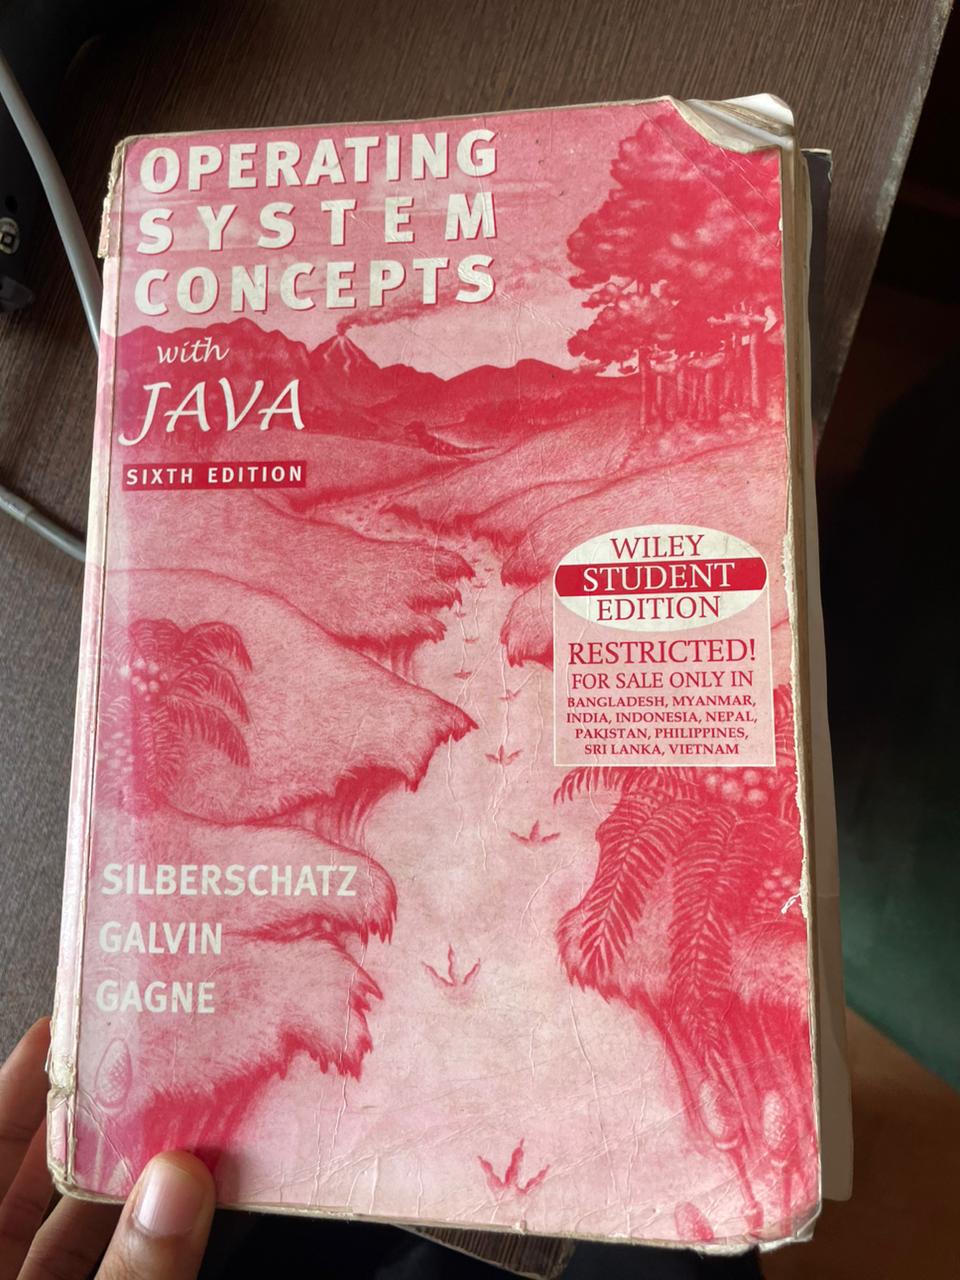 OPERATING
SYSTEM
CONCEPTS
with
JAVA
SIXTH EDITION
WILEY
STUDENT
EDITION
RESTRICTED!
FOR SALE ONLY IN
BANGLADESH, MYANMAR,
INDIA, INDONESIA, NEPAL,
PAKISTAN, PHILIPPINES,
SRI LANKA, VIETNAM
SILBERSCHATZ
GALVIN
GAGNE